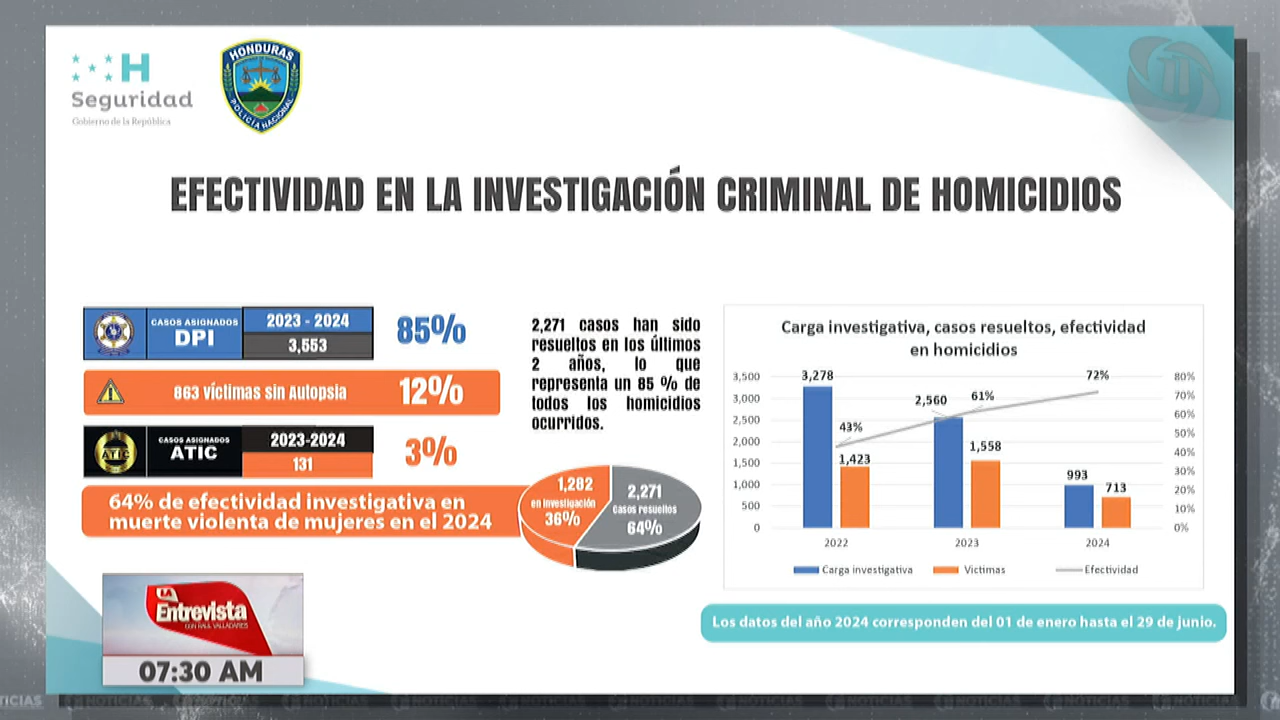 H
Seguridad
Gobierno de la República
HONDURAS
POLICÍA NACIONAL
EFECTIVIDAD EN LA INVESTIGACIÓN CRIMINAL DE HOMICIDIOS
CASOS ASIGNADOS
DPI
2023 - 2024
3,553
85%
863 víctimas sin Autopsia
12%
ATIC
CASOS ASIGNADOS
ATIC
2023-2024
131
3%
64% de efectividad investigativa en
muerte violenta de mujeres en el 2024
2,271 casos han sido
resueltos en los últimos
2 años, lo que
representa un 85 % de
todos los homicidios
ocurridos.
1,282
en investigación
36%
2,271
Casos resueltos
64%
Carga investigativa, casos resueltos, efectividad
en homicidios
3,500
3,000
2,500
2,000
1,500
1,000
500
0
3,278
43%
1,423
2,560
61%
1,558
72%
993
713
80%
70%
60%
50%
40%
30%
20%
10%
0%
2022
2023
2024
Carga investigativa
Victimas
Efectividad
Los datos del año 2024 corresponden del 01 de enero hasta el 29 de junio.
LA
Entrevista
CON RAÚL VALLADARES
07:30 AM
NOTICIAS